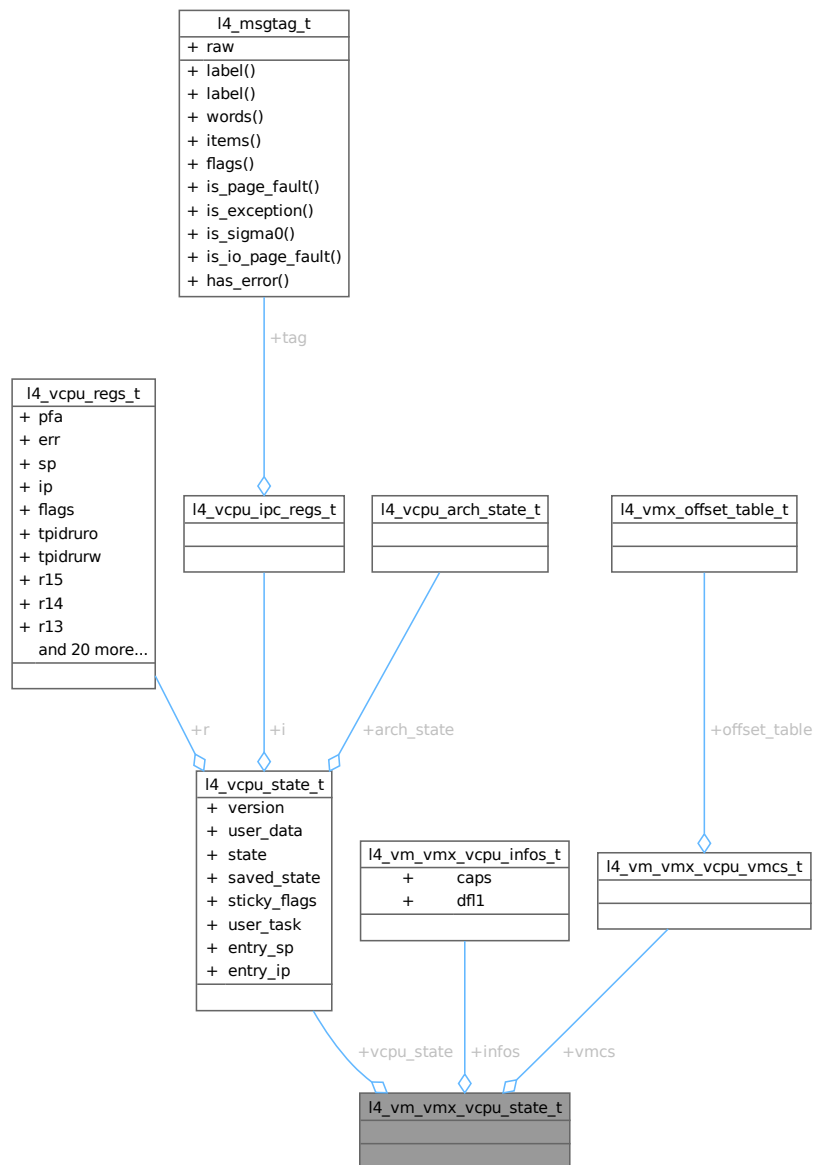 l4_msgtag_t
+ raw
+ label()
+ label()
+ words()
+ items()
+ flags()
+ is_page_fault()
+ is_exception()
+ is_sigma0()
+ is_io_page_fault()
+ has_error()
+tag
l4_vcpu_regs_t
+ pfa
+ err
+ sp
+ ip
+ flags
+ tpidruro
+ tpidrurw
+ r15
+ r14
+ r13
and 20 more...
l4_vcpu_ipc_regs_t
l4_vcpu_arch_state_t
l4_vmx_offset_table_t
+r
+i
+arch_state
+offset_table
l4_vcpu_state_t
+ version
+ user_data
+ state
+ saved_state
+ sticky_flags
+ user_task
+ entry_sp
+ entry_ip
l4_vm_vmx_vcpu_infos_t
+ caps
+ dfl1
l4_vm_vmx_vcpu_vmcs_t
+vcpu_state
+infos
+vmcs
l4_vm_vmx_vcpu_state_t